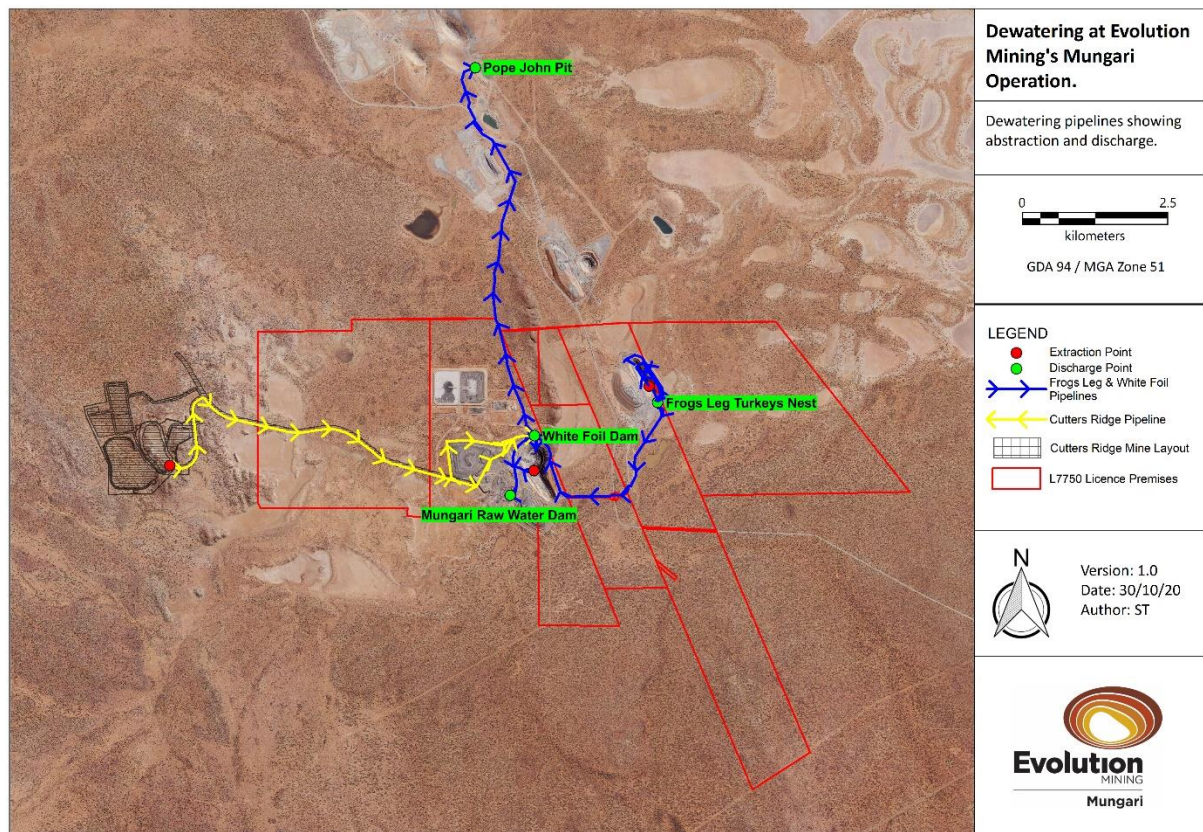 Pope John Pit
Frogs Leg Turkeys Nest
White Foil Dam
Mungari Raw Water Dam
Dewatering at Evolution
Mining's Mungari
Operation.
Dewatering pipelines showing
abstraction and discharge.
0 2.5
kilometers
GDA 94 / MGA Zone 51
LEGEND
Extraction Point
Discharge Point
Frogs Leg & White Foil
Pipelines
Cutters Ridge Pipeline
Cutters Ridge Mine Layout
L7750 Licence Premises
N
Version: 1.0
Date: 30/10/20
Author: ST
Evolution
MINING
Mungari